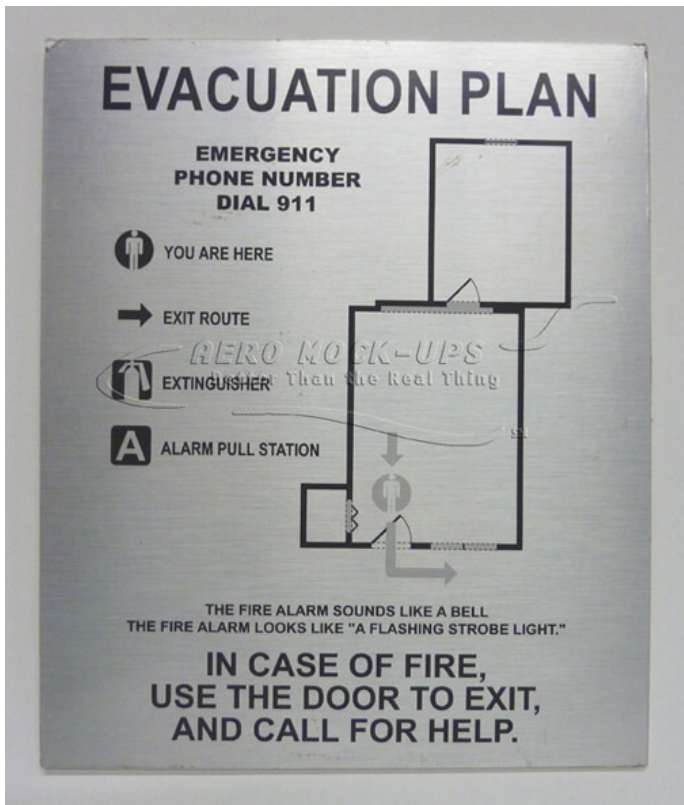 EVACUATION PLAN
EMERGENCY
PHONE NUMBER
DIAL 911
YOU ARE HERE
EXIT ROUTE
AERO MOCK-UPS
Better Than the Real Thing
EXTINGUISHER
SM
A ALARM PULL STATION
THE FIRE ALARM SOUNDS LIKE A BELL
THE FIRE ALARM LOOKS LIKE "A FLASHING STROBE LIGHT."
IN CASE OF FIRE,
USE THE DOOR TO EXIT,
AND CALL FOR HELP.